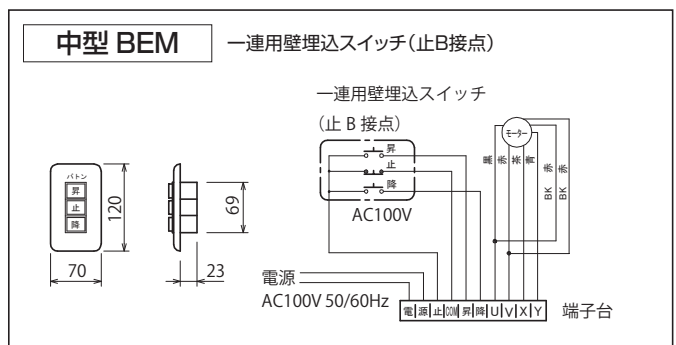 中型 BEM
一連用壁埋込スイッチ(止B接点)
一連用壁埋込スイッチ
(止 B 接点)
昇
止
降
AC100V
モーター
黒 赤 茶 青
BK 赤
BK 赤
バトン
昇
止
降
120
70
69
23
電源
AC100V 50/60Hz
電 源 止 COM 昇 降 U V X Y
端子台